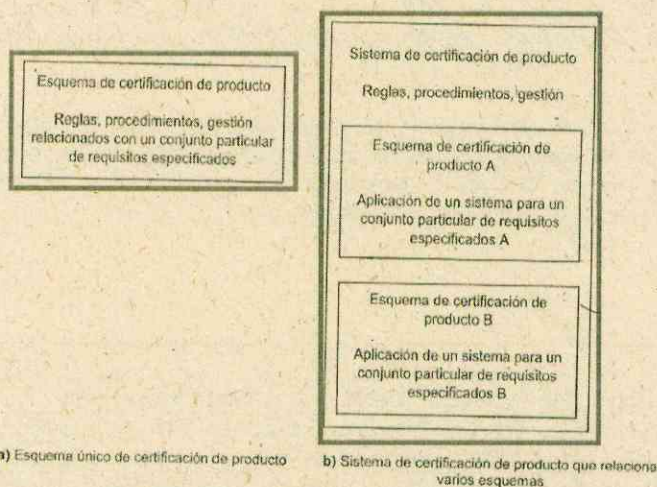 Esquema de certificación de producto
Reglas, procedimientos, gestión
relacionados con un conjunto particular
de requisitos especificados
a) Esquema único de certificación de producto
Sistema de certificación de producto
Reglas, procedimientos, gestión
Esquema de certificación de
producto A
Aplicación de un sistema para un
conjunto particular de requisitos
especificados A
Esquema de certificación de
producto B
Aplicación de un sistema para un
conjunto particular de requisitos
especificados B
b) Sistema de certificación de producto que relaciona
varios esquemas